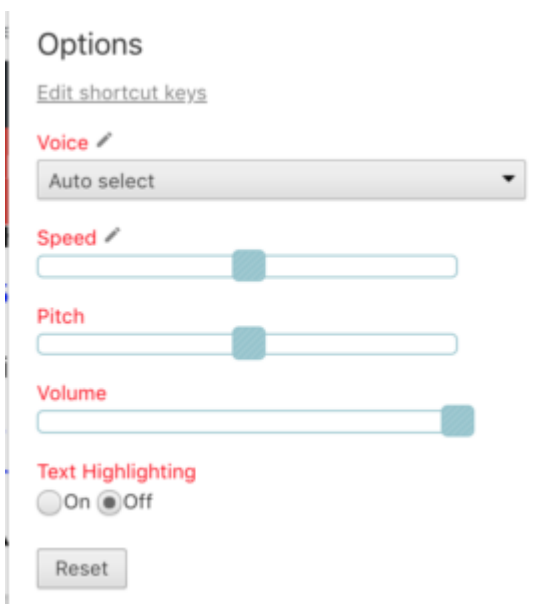 Options
Edit shortcut keys
Voice
Auto select
Speed
Pitch
Volume
Text Highlighting
On Off
Reset